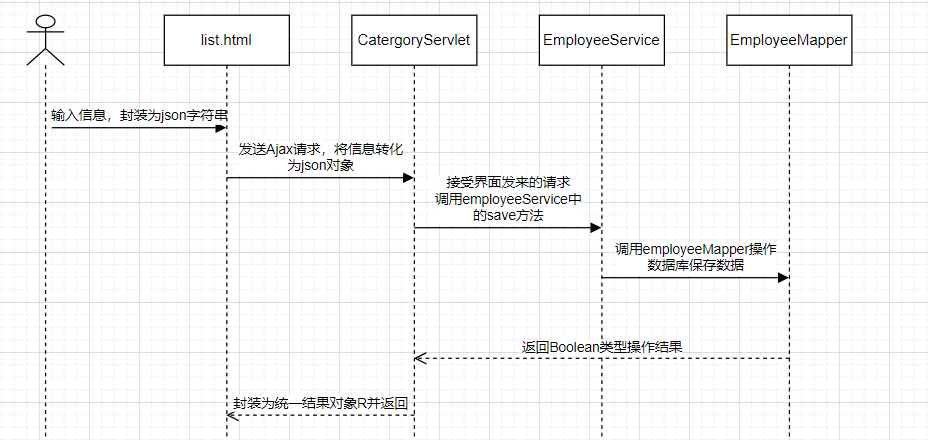 list.html
CatergoryServlet
EmployeeService
EmployeeMapper
输入信息，封装为json字符串
发送Ajax请求，将信息转化
为json对象
接受界面发来的请求
调用employeeService中
的save方法
调用employeeMapper操作
数据库保存数据
返回Boolean类型操作结果
封装为统一结果对象R并返回